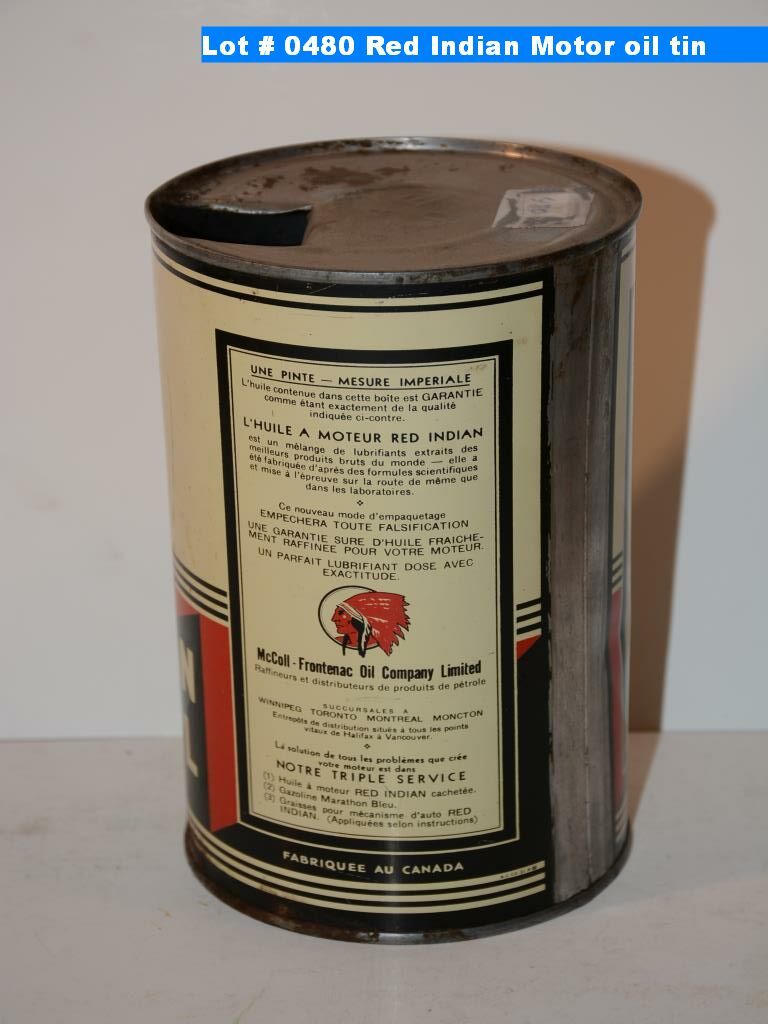 Lot # 0480 Red Indian Motor oil tin
UNE PINTE — MESURE IMPERIALE
L'huile contenue dans cette boîte est GARANTIE
comme étant exactement de la qualité
indiquée ci-contre.
L'HUILE A MOTEUR RED INDIAN
est un mélange de lubrifiants extraits des
meilleurs produits bruts du monde — elle a
été fabriquée d'après des formules scientifiques
et mise à l'épreuve sur la route de même que
dans les laboratoires.
Ce nouveau mode d'empaquetage
EMPECHERA TOUTE FALSIFICATION
UNE GARANTIE SURE D'HUILE FRAICHE-
MENT RAFFINEE POUR VOTRE MOTEUR.
UN PARFAIT LUBRIFIANT DOSE AVEC
EXACTITUDE.
McColl-Frontenac Oil Company Limited
Raffineurs et distributeurs de produits de pétrole
SUCCURSALES A
WINNIPEG TORONTO MONTREAL MONCTON
Entrepôts de distribution situés à tous les points
vitaux de Halifax à Vancouver.
La solution de tous les problèmes que crée
votre moteur est dans
NOTRE TRIPLE SERVICE
(1) Huile à moteur RED INDIAN cachetée.
(2) Gazoline Marathon Bleu.
(3) Graisses pour mécanisme d'auto RED
INDIAN. (Appliquées selon instructions)
FABRIQUEE AU CANADA
N
L